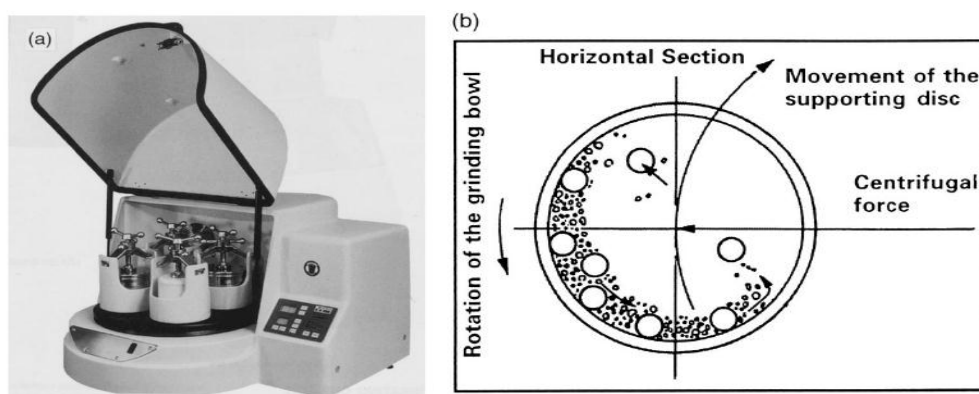 (a)
(b)
Horizontal Section
Movement of the
supporting disc
Centrifugal
force
Rotation of the grinding bowl